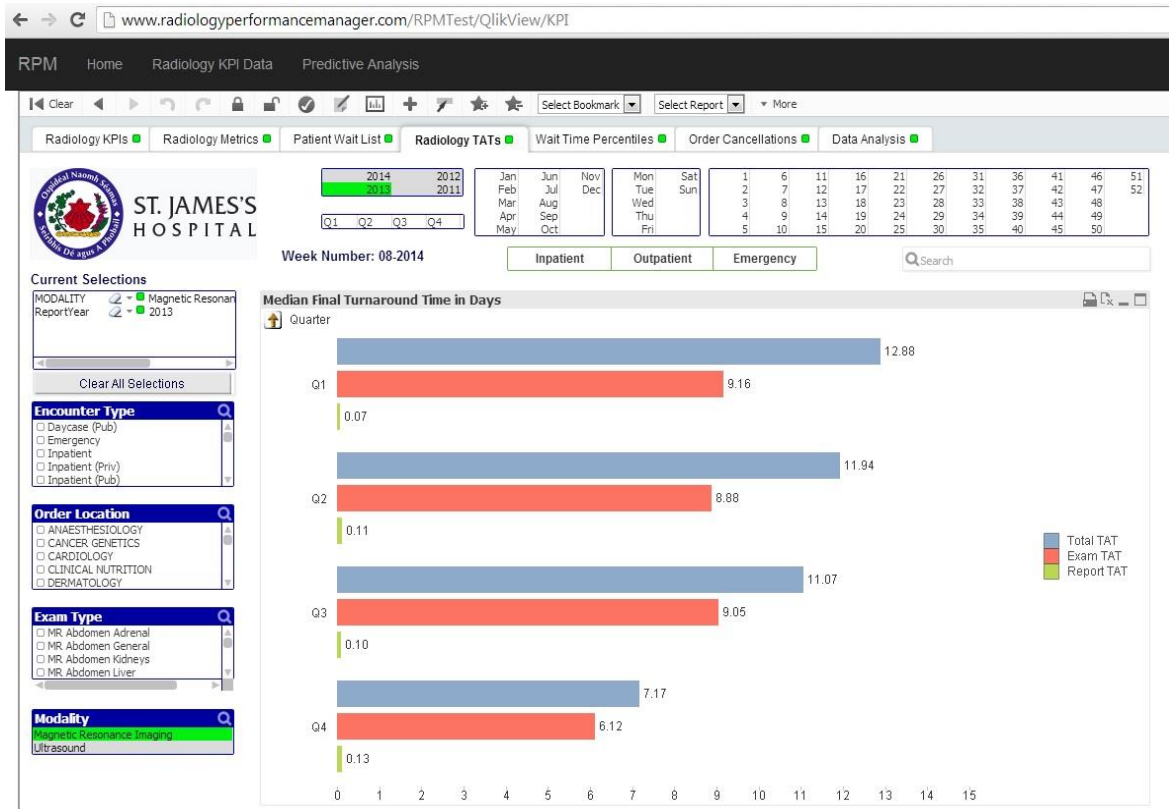 www.radiologyperformancemanager.com/RPMTest/QlikView/KPI
RPM Home Radiology KPI Data Predictive Analysis
Clear Select Bookmark Select Report More
Radiology KPIs Radiology Metrics Patient Wait List Radiology TATs Wait Time Percentiles Order Cancellations Data Analysis
Ospidéal Naomh Séamas
Seirbhís Dé agus A Phobail
ST. JAMES'S
HOSPITAL
2014 2012
2013 2011
Q1 Q2 Q3 Q4
Jan Jun Nov
Feb Jul Dec
Mar Aug
Apr Sep
May Oct
Mon Sat
Tue Sun
Wed
Thu
Fri
1 6 11 16 21 26 31 36 41 46 51
2 7 12 17 22 27 32 37 42 47 52
3 8 13 18 23 28 33 38 43 48
4 9 14 19 24 29 34 39 44 49
5 10 15 20 25 30 35 40 45 50
Week Number: 08-2014
Inpatient Outpatient Emergency
Search
Current Selections
MODALITY Magnetic Resonan
ReportYear 2013
Clear All Selections
Encounter Type
Daycase (Pub)
Emergency
Inpatient
Inpatient (Priv)
Inpatient (Pub)
Order Location
ANAESTHESIOLOGY
CANCER GENETICS
CARDIOLOGY
CLINICAL NUTRITION
DERMATOLOGY
Exam Type
MR Abdomen Adrenal
MR Abdomen General
MR Abdomen Kidneys
MR Abdomen Liver
Modality
Magnetic Resonance Imaging
Ultrasound
Median Final Turnaround Time in Days
Quarter
12.88
Q1 9.16
0.07
11.94
Q2 8.88
0.11
11.07
Q3 9.05
0.10
7.17
Q4 6.12
0.13
0 1 2 3 4 5 6 7 8 9 10 11 12 13 14 15
Total TAT
Exam TAT
Report TAT